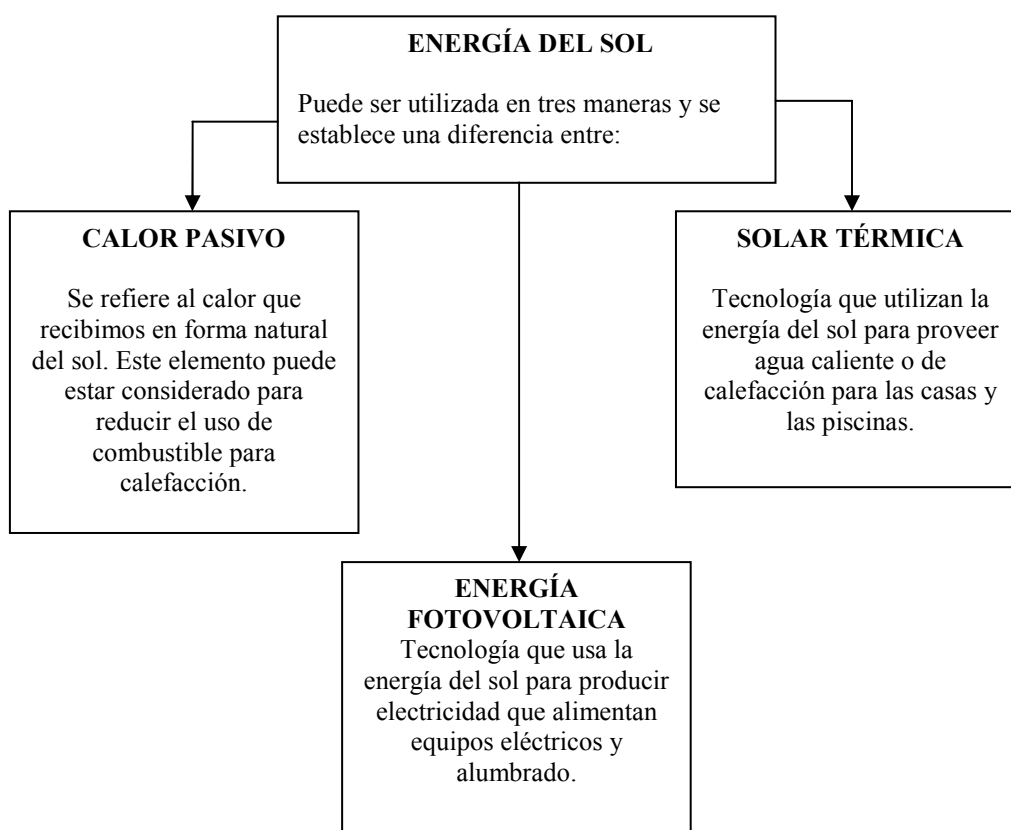 ENERGÍA DEL SOL
Puede ser utilizada en tres maneras y se
establece una diferencia entre:
CALOR PASIVO
Se refiere al calor que
recibimos en forma natural
del sol. Este elemento puede
estar considerado para
reducir el uso de
combustible para
calefacción.
SOLAR TÉRMICA
Tecnología que utilizan la
energía del sol para proveer
agua caliente o de
calefacción para las casas y
las piscinas.
ENERGÍA
FOTOVOLTAICA
Tecnología que usa la
energía del sol para producir
electricidad que alimentan
equipos eléctricos y
alumbrado.